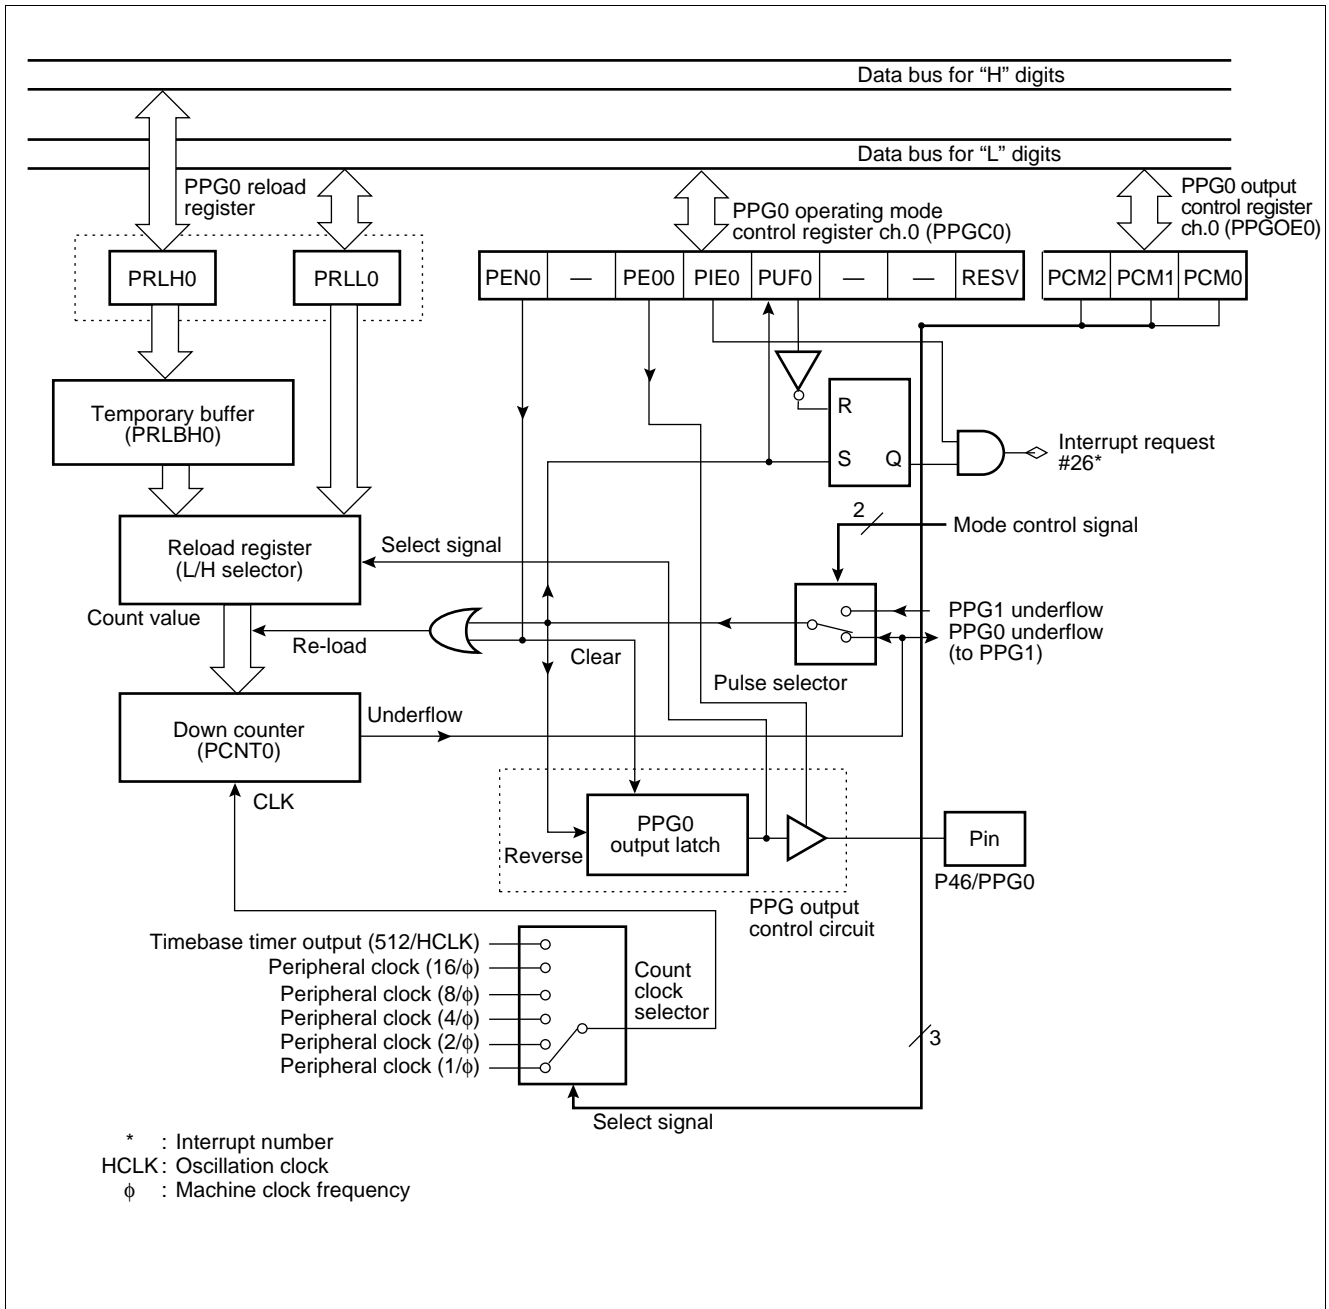 Data bus for “H” digits
Data bus for “L” digits
PPG0 reload
register
PPG0 operating mode
control register ch.0 (PPGC0)
PPG0 output
control register
ch.0 (PPGOE0)
PRLH0
PRLL0
PEN0 — PE00 PIE0 PUF0 — — RESV
PCM2 PCM1 PCM0
Temporary buffer
(PRLBH0)
R
S Q
Interrupt request
#26*
2
Mode control signal
Reload register
(L/H selector)
Select signal
Count value
Re-load
Clear
PPG1 underflow
PPG0 underflow
(to PPG1)
Pulse selector
Down counter
(PCNT0)
Underflow
CLK
PPG0
output latch
Reverse
Pin
P46/PPG0
PPG output
control circuit
Timebase timer output (512/HCLK)
Peripheral clock (16/ϕ)
Peripheral clock (8/ϕ)
Peripheral clock (4/ϕ)
Peripheral clock (2/ϕ)
Peripheral clock (1/ϕ)
Count
clock
selector
3
Select signal
* : Interrupt number
HCLK : Oscillation clock
ϕ : Machine clock frequency